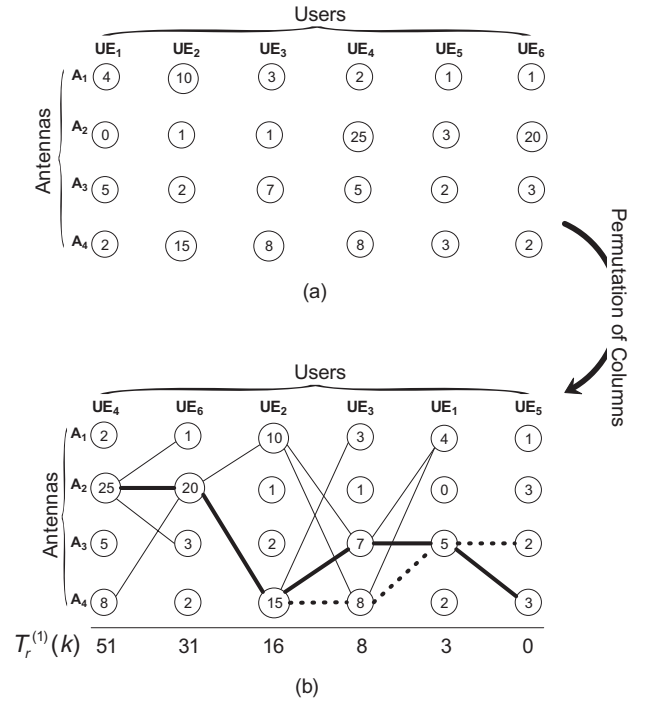 Users
UE1 UE2 UE3 UE4 UE5 UE6
Antennas
A1 4 10 3 2 1 1
A2 0 1 1 25 3 20
A3 5 2 7 5 2 3
A4 2 15 8 8 3 2
(a)
Permutation of Columns
Users
UE4 UE6 UE2 UE3 UE1 UE5
Antennas
A1 2 1 10 3 4 1
A2 25 20 1 1 0 3
A3 5 3 2 7 5 2
A4 8 2 15 8 2 3
Tr(1)(k) 51 31 16 8 3 0
(b)